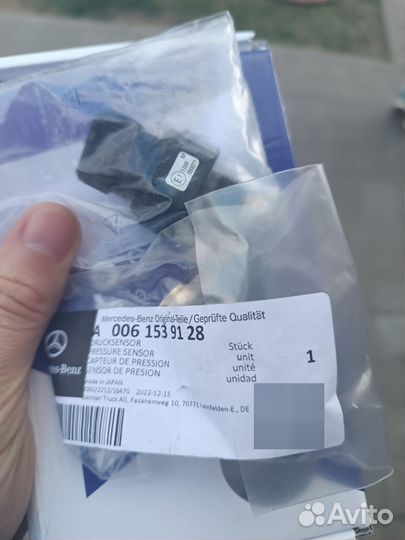 Mercedes-Benz Original-Teile / Geprüfte Qualität
A 006 153 91 28
DRUCKSENSOR
PRESSURE SENSOR
CAPTEUR DE PRESSION
SENSOR DE PRESION
Stück
unit
unité
unidad
1
Made in JAPAN
2022-12-15
Daimler Truck AG, Fasanenweg 10, 70771 Leinfelden-E., DE
Mercedes-Benz
Avito